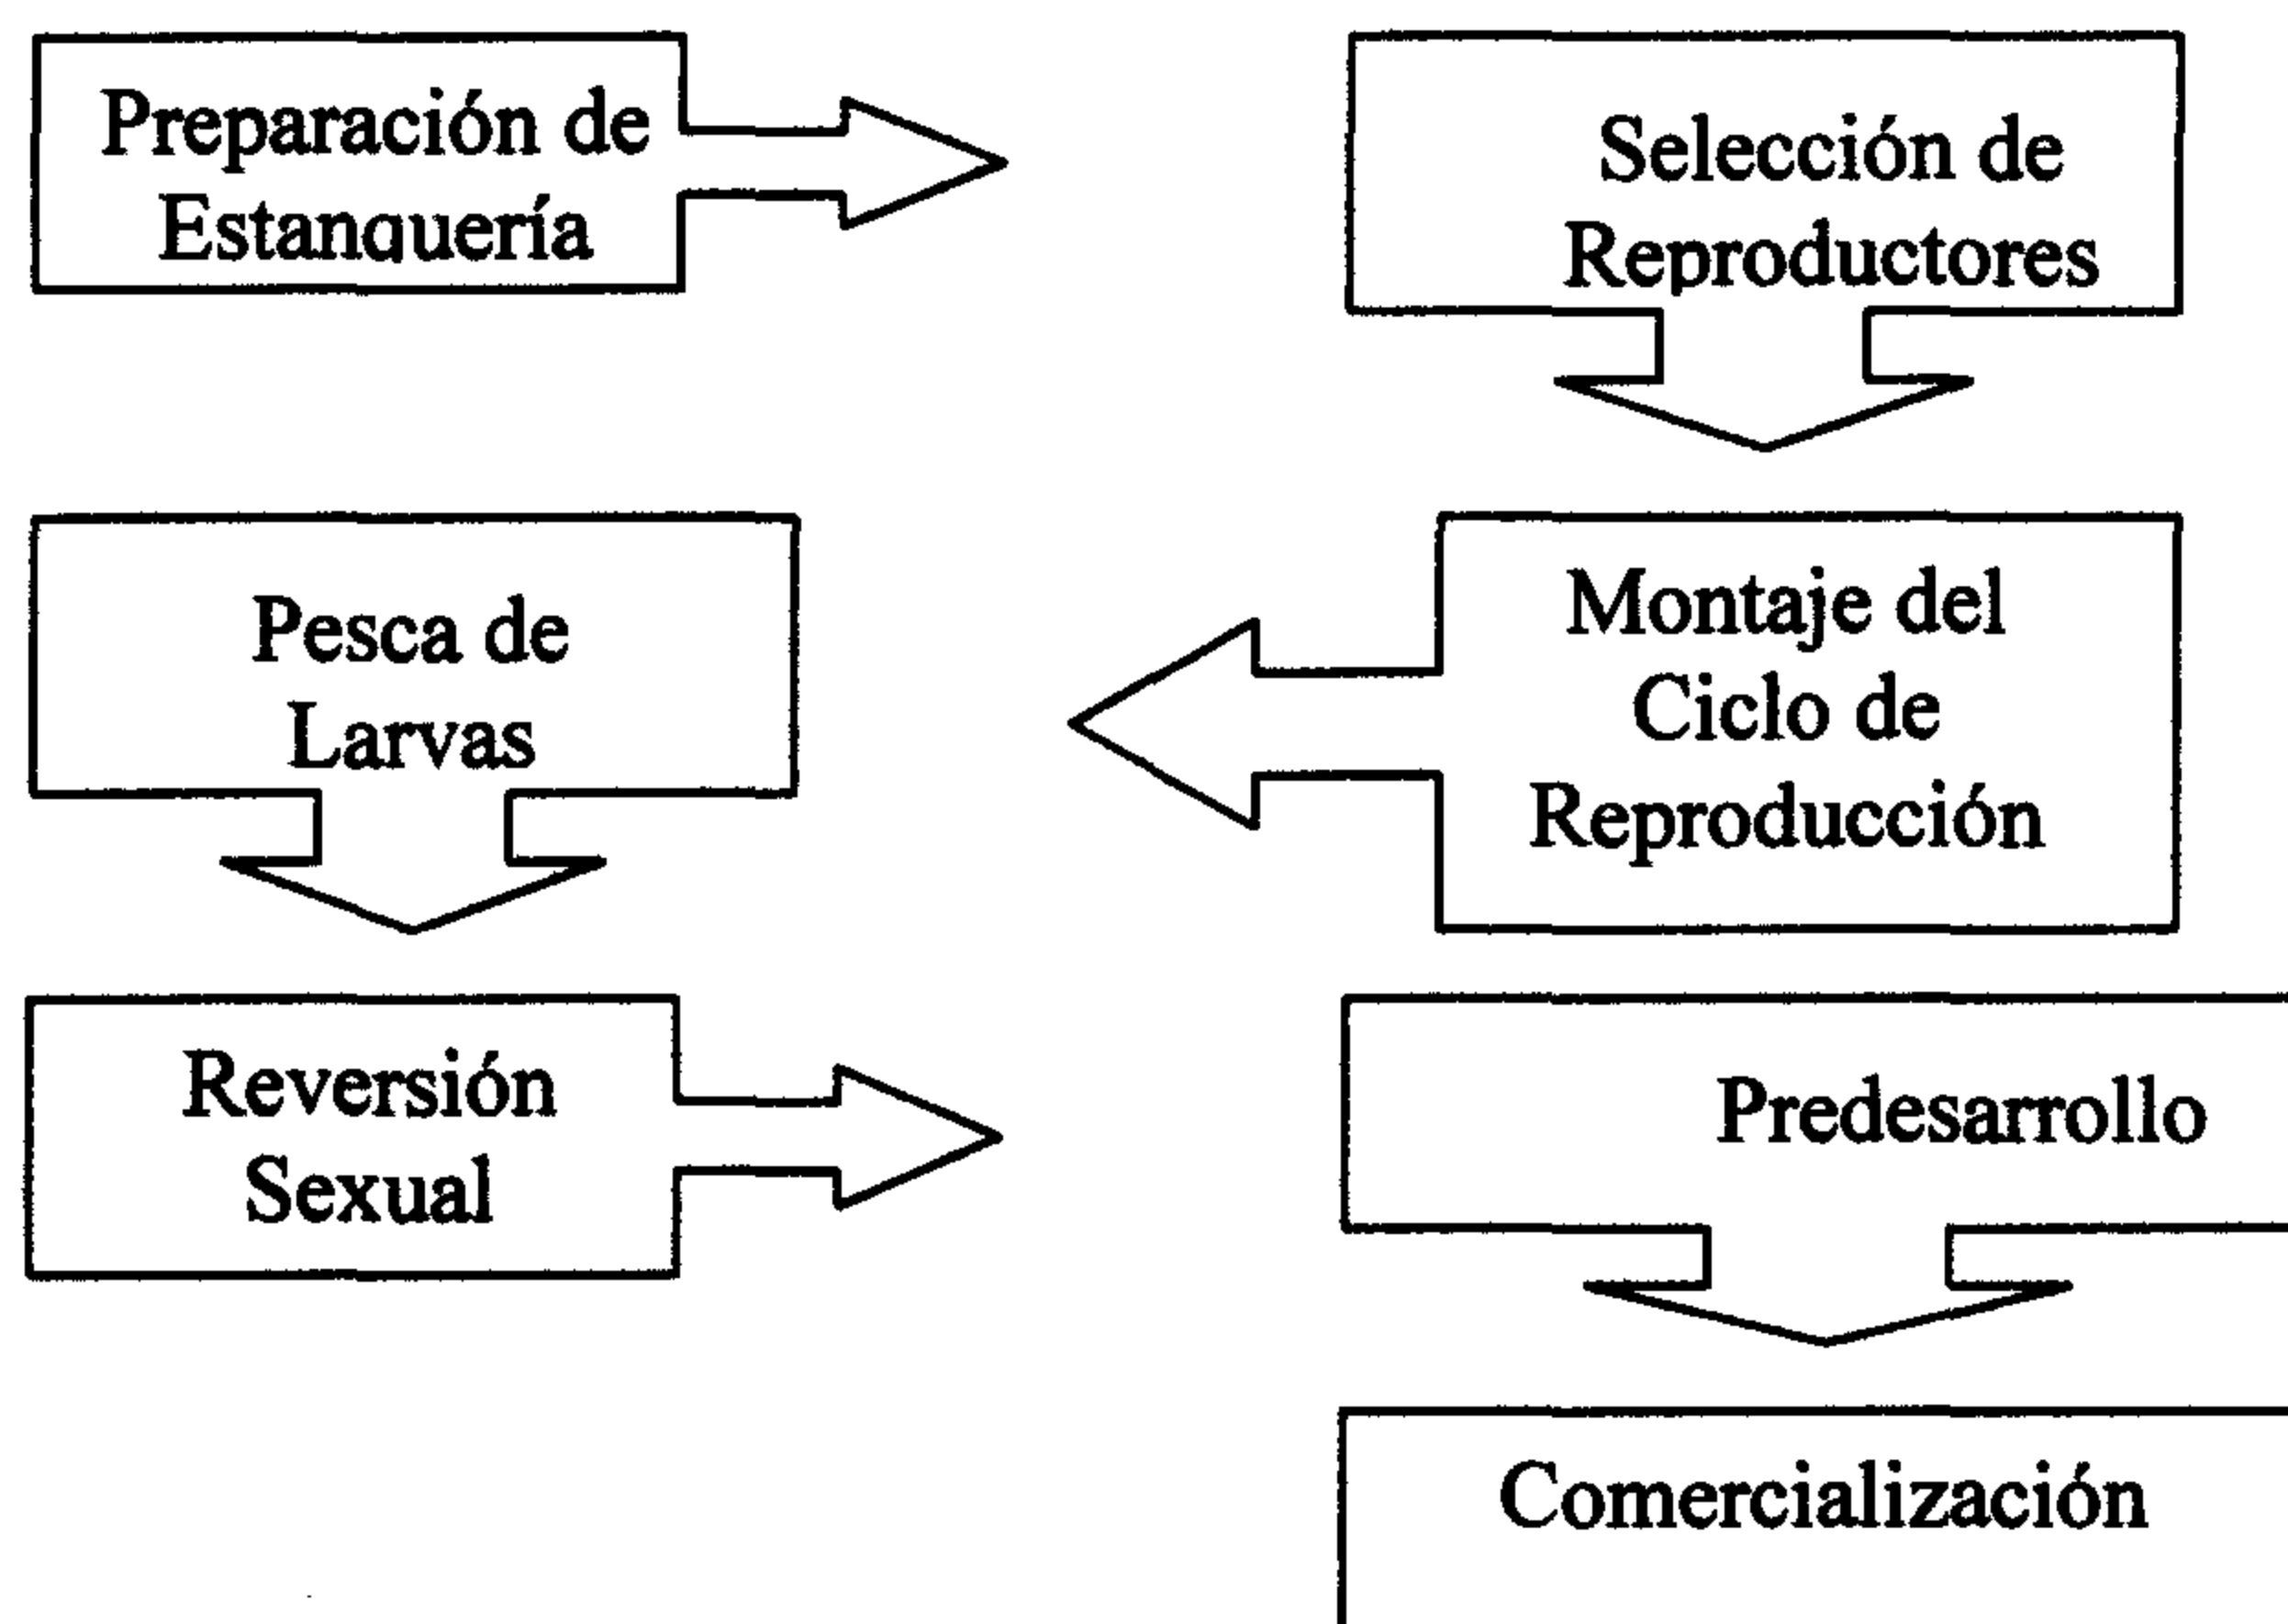 Preparación de
Estanquería
Selección de
Reproductores
Montaje del
Ciclo de
Reproducción
Pesca de
Larvas
Reversión
Sexual
Predesarrollo
Comercialización